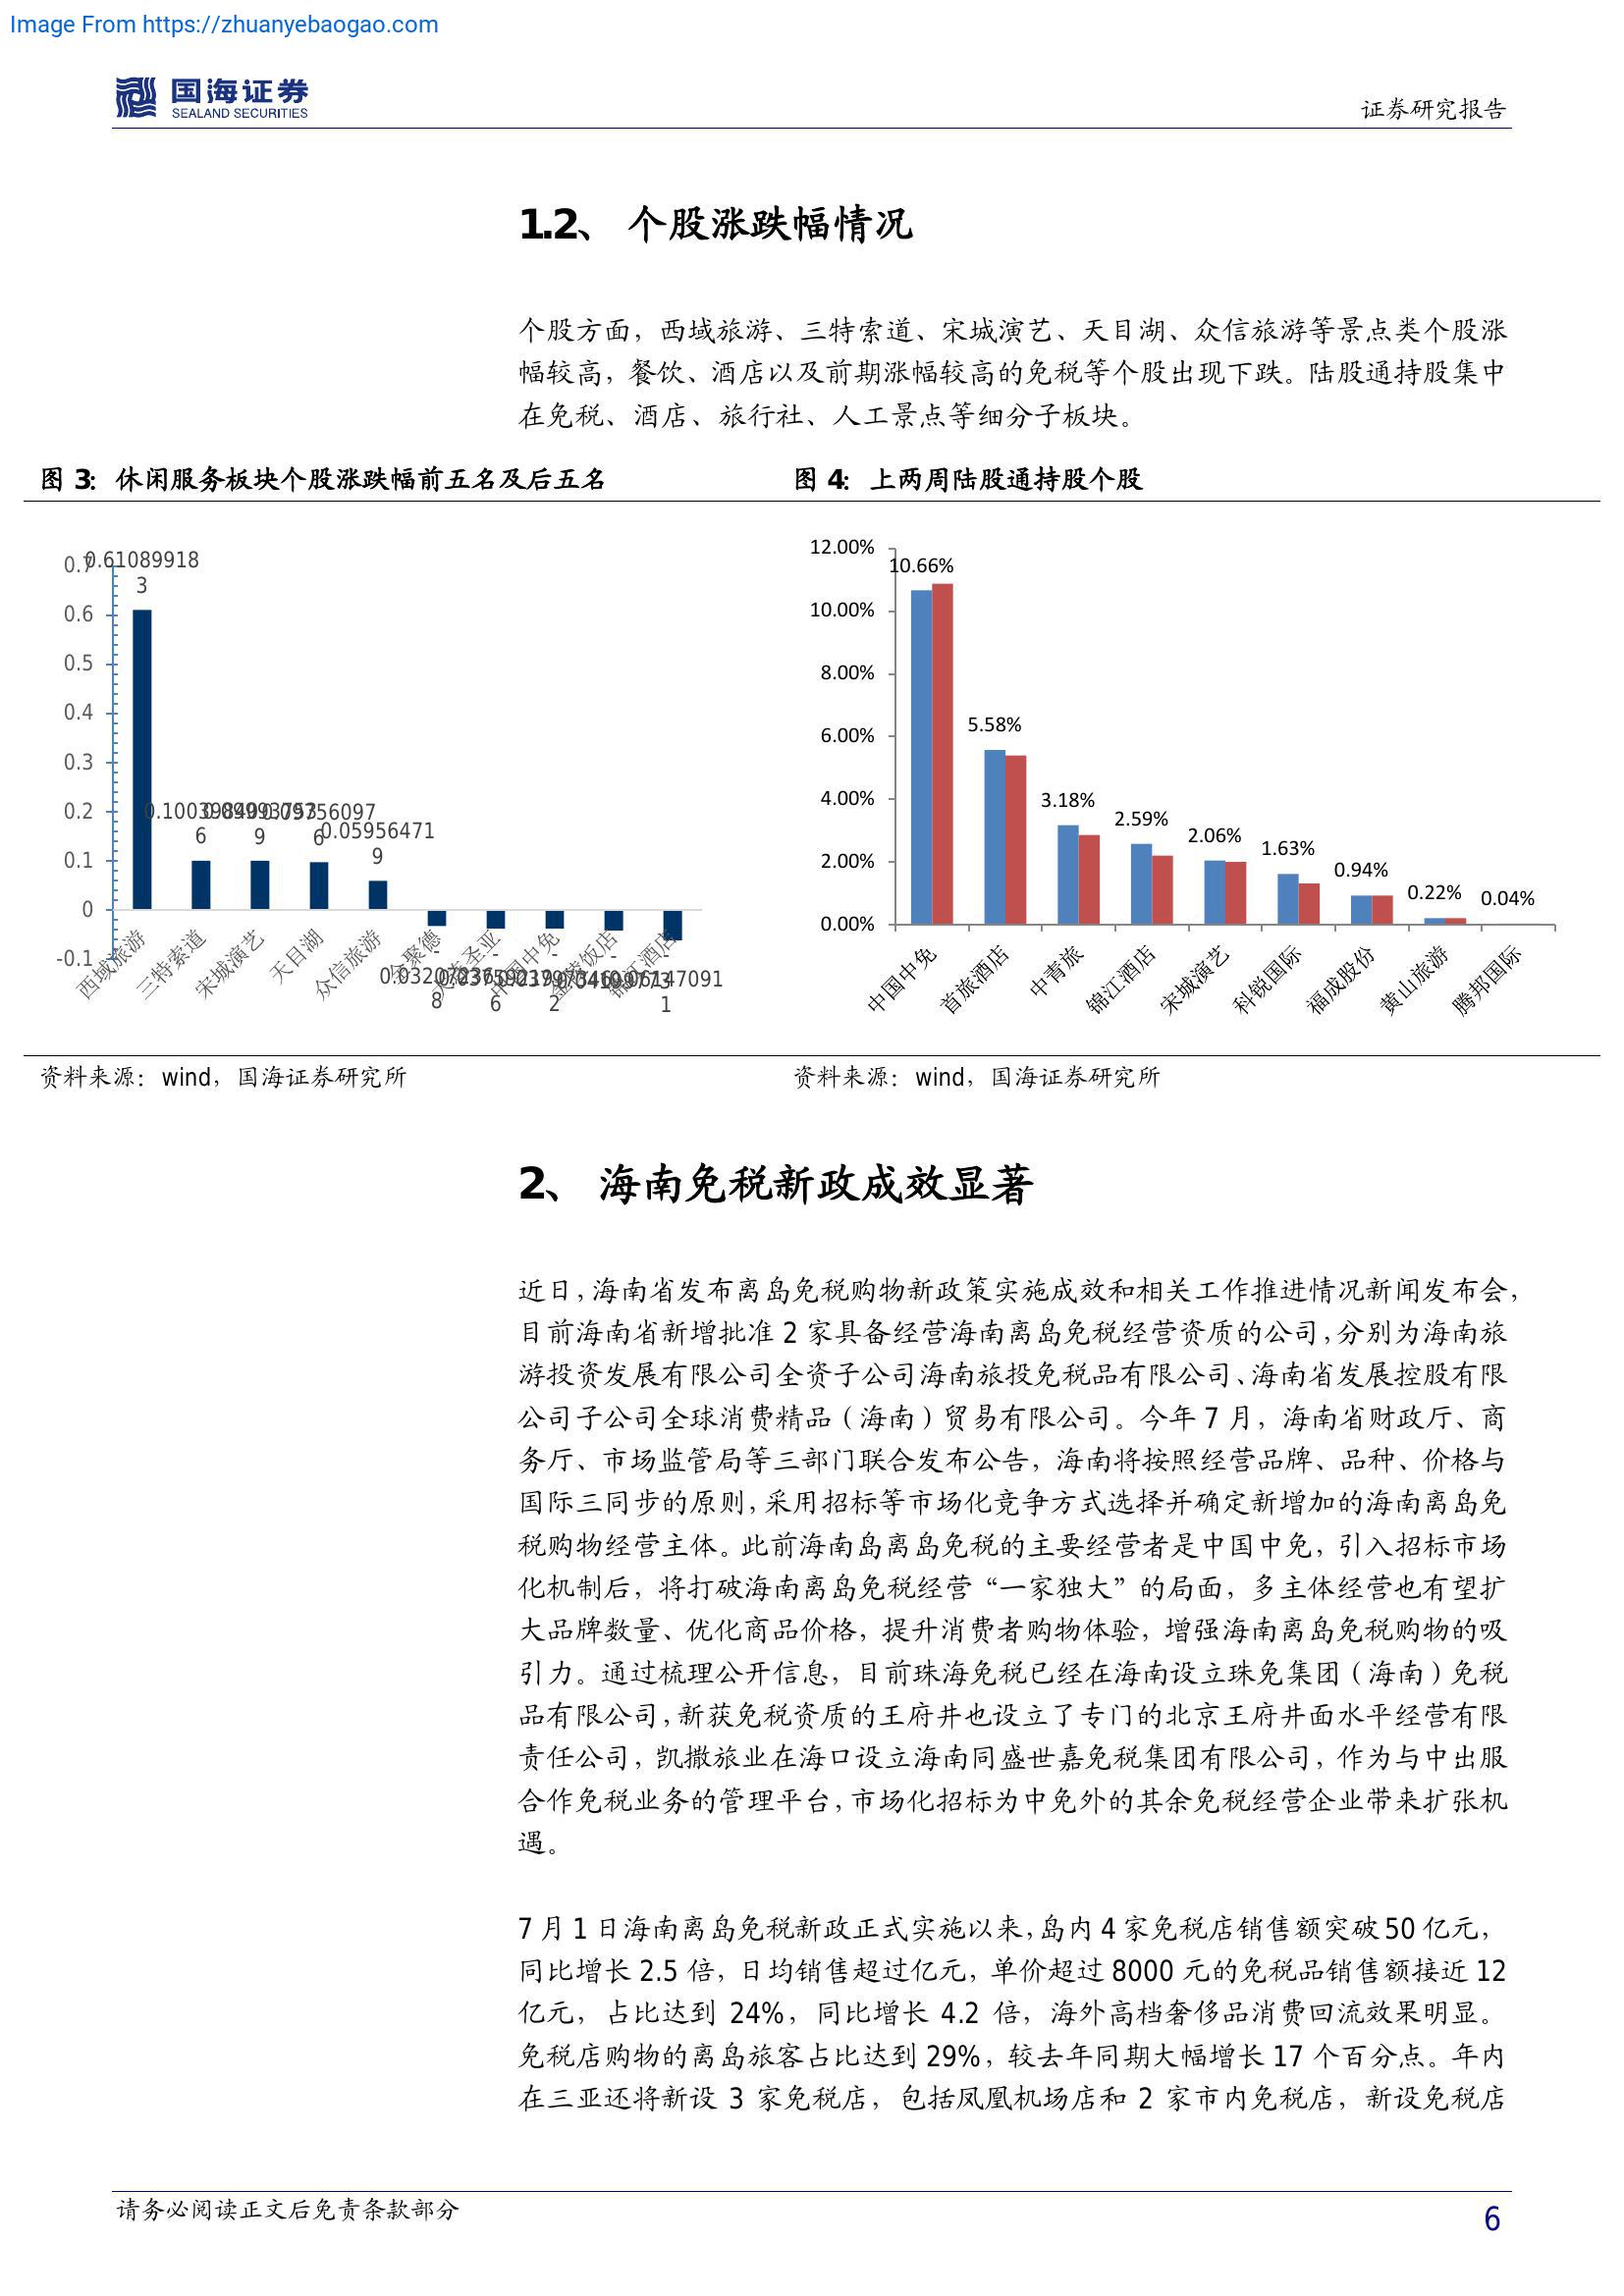 Image From https://zhuanyebaogao.com
国海证券
SEALAND SECURITIES
证券研究报告
1.2、 个股涨跌幅情况
个股方面，西域旅游、三特索道、宋城演艺、天目湖、众信旅游等景点类个股涨
幅较高，餐饮、酒店以及前期涨幅较高的免税等个股出现下跌。陆股通持股集中
在免税、酒店、旅行社、人工景点等细分子板块。
图 3：休闲服务板块个股涨跌幅前五名及后五名
0.7
0.6
0.5
0.4
0.3
0.2
0.1
0
-0.1
0.61089918
3
0.05956471
9
西域旅游
三特索道
宋城演艺
天目湖
众信旅游
全聚德
中国中免
金陵饭店
锦江酒店
图 4：上两周陆股通持股个股
12.00%
10.00%
8.00%
6.00%
4.00%
2.00%
0.00%
10.66%
5.58%
3.18%
2.59%
2.06%
1.63%
0.94%
0.22%
0.04%
中国中免
首旅酒店
中青旅
锦江酒店
宋城演艺
科锐国际
福成股份
黄山旅游
腾邦国际
资料来源：wind，国海证券研究所
资料来源：wind，国海证券研究所
2、 海南免税新政成效显著
近日，海南省发布离岛免税购物新政策实施成效和相关工作推进情况新闻发布会，
目前海南省新增批准 2 家具备经营海南离岛免税经营资质的公司，分别为海南旅
游投资发展有限公司全资子公司海南旅投免税品有限公司、海南省发展控股有限
公司子公司全球消费精品（海南）贸易有限公司。今年 7 月，海南省财政厅、商
务厅、市场监管局等三部门联合发布公告，海南将按照经营品牌、品种、价格与
国际三同步的原则，采用招标等市场化竞争方式选择并确定新增加的海南离岛免
税购物经营主体。此前海南岛离岛免税的主要经营者是中国中免，引入招标市场
化机制后，将打破海南离岛免税经营“一家独大”的局面，多主体经营也有望扩
大品牌数量、优化商品价格，提升消费者购物体验，增强海南离岛免税购物的吸
引力。通过梳理公开信息，目前珠海免税已经在海南设立珠免集团（海南）免税
品有限公司，新获免税资质的王府井也设立了专门的北京王府井面水平经营有限
责任公司，凯撒旅业在海口设立海南同盛世嘉免税集团有限公司，作为与中出服
合作免税业务的管理平台，市场化招标为中免外的其余免税经营企业带来扩张机
遇。
7 月 1 日海南离岛免税新政正式实施以来，岛内 4 家免税店销售额突破 50 亿元，
同比增长 2.5 倍，日均销售超过亿元，单价超过 8000 元的免税品销售额接近 12
亿元，占比达到 24%，同比增长 4.2 倍，海外高档奢侈品消费回流效果明显。
免税店购物的离岛旅客占比达到 29%，较去年同期大幅增长 17 个百分点。年内
在三亚还将新设 3 家免税店，包括凤凰机场店和 2 家市内免税店，新设免税店
请务必阅读正文后免责条款部分
6